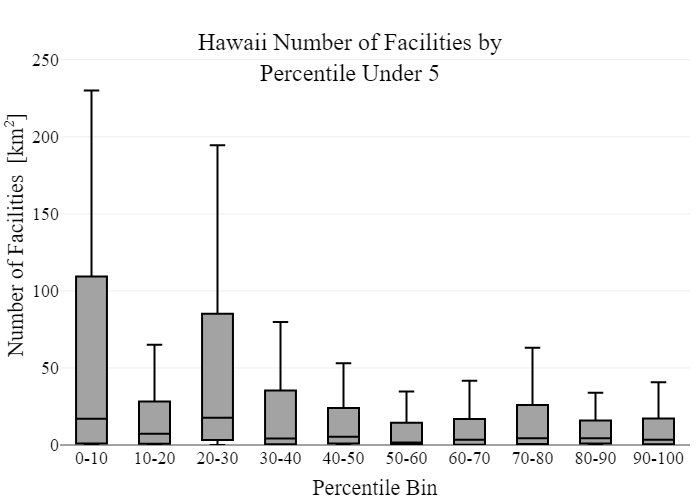 Hawaii Number of Facilities by
Percentile Under 5
Number of Facilities [km²]
250
200
150
100
50
0
0-10 10-20 20-30 30-40 40-50 50-60 60-70 70-80 80-90 90-100
Percentile Bin